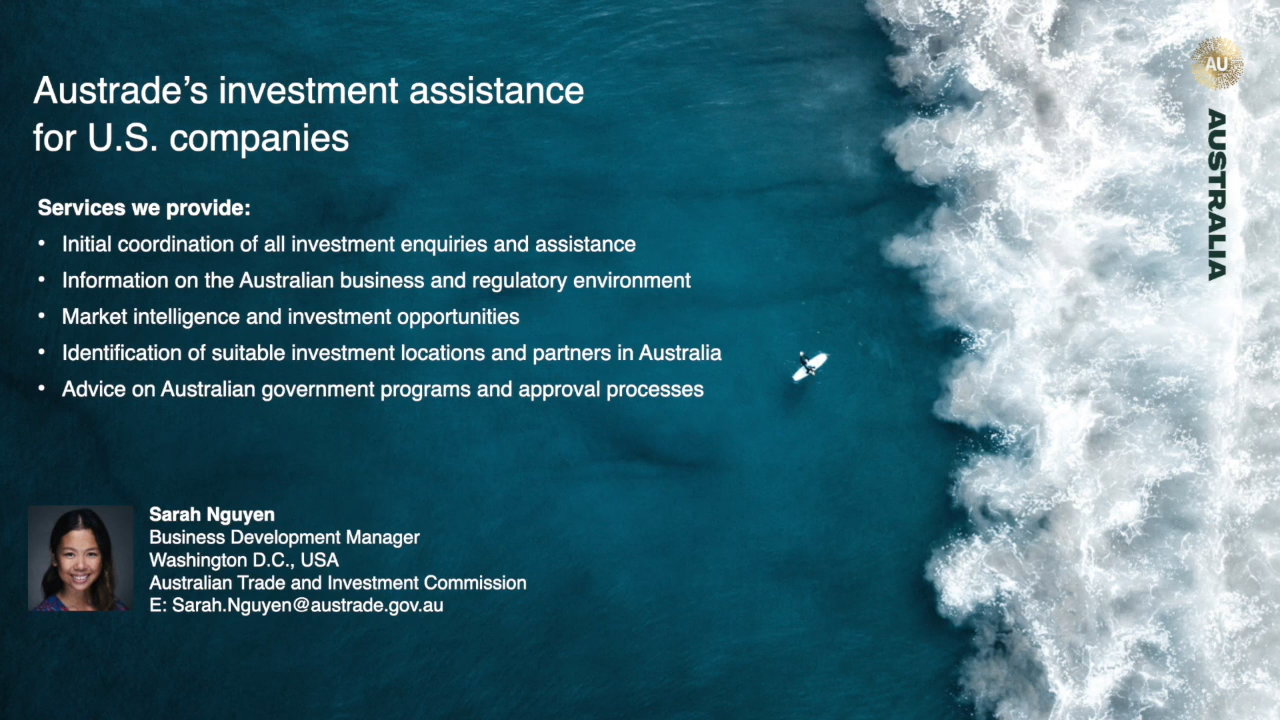 Austrade’s investment assistance
for U.S. companies
Services we provide:
• Initial coordination of all investment enquiries and assistance
• Information on the Australian business and regulatory environment
• Market intelligence and investment opportunities
• Identification of suitable investment locations and partners in Australia
• Advice on Australian government programs and approval processes
Sarah Nguyen
Business Development Manager
Washington D.C., USA
Australian Trade and Investment Commission
E: Sarah.Nguyen@austrade.gov.au
AU
AUSTRALIA